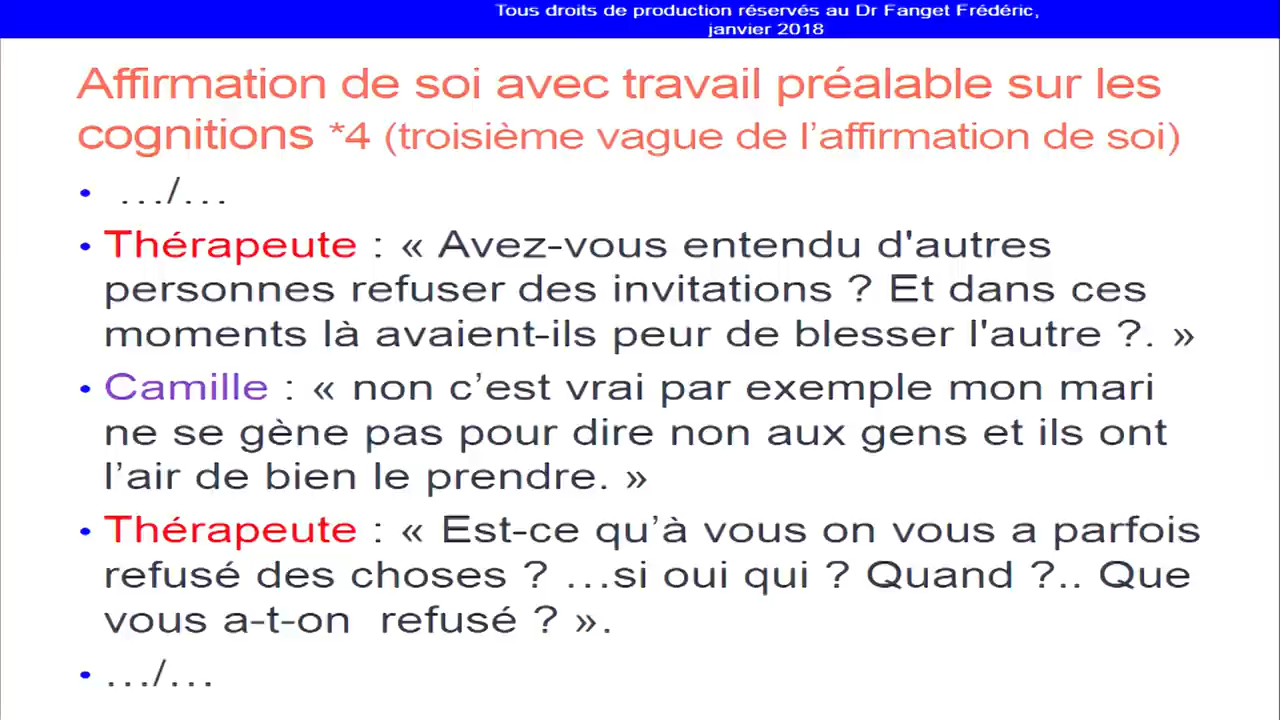 Tous droits de production réservés au Dr Fanget Frédéric,
janvier 2018
Affirmation de soi avec travail préalable sur les
cognitions *4 (troisième vague de l’affirmation de soi)
• …/…
• Thérapeute : « Avez-vous entendu d'autres
personnes refuser des invitations ? Et dans ces
moments là avaient-ils peur de blesser l'autre ?. »
• Camille : « non c’est vrai par exemple mon mari
ne se gène pas pour dire non aux gens et ils ont
l’air de bien le prendre. »
• Thérapeute : « Est-ce qu’à vous on vous a parfois
refusé des choses ? …si oui qui ? Quand ?.. Que
vous a-t-on  refusé ? ».
• …/…